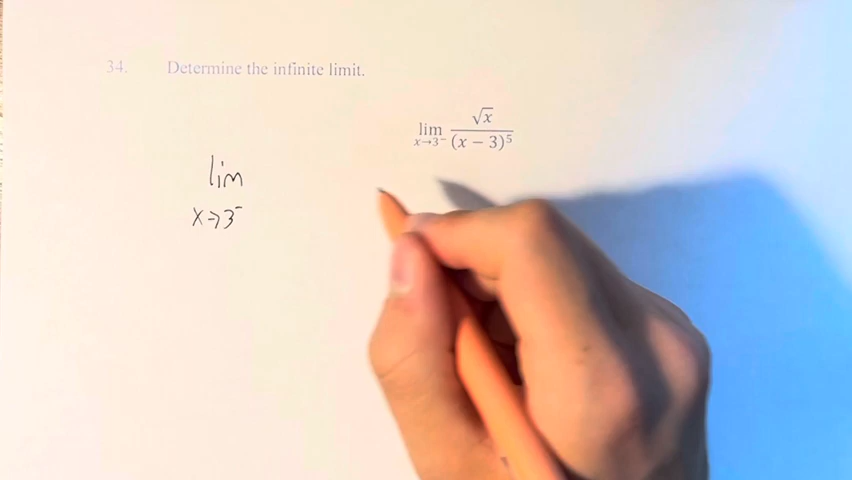 34. Determine the infinite limit.
lim x→3⁻ √x / (x − 3)⁵
lim
x→3⁻